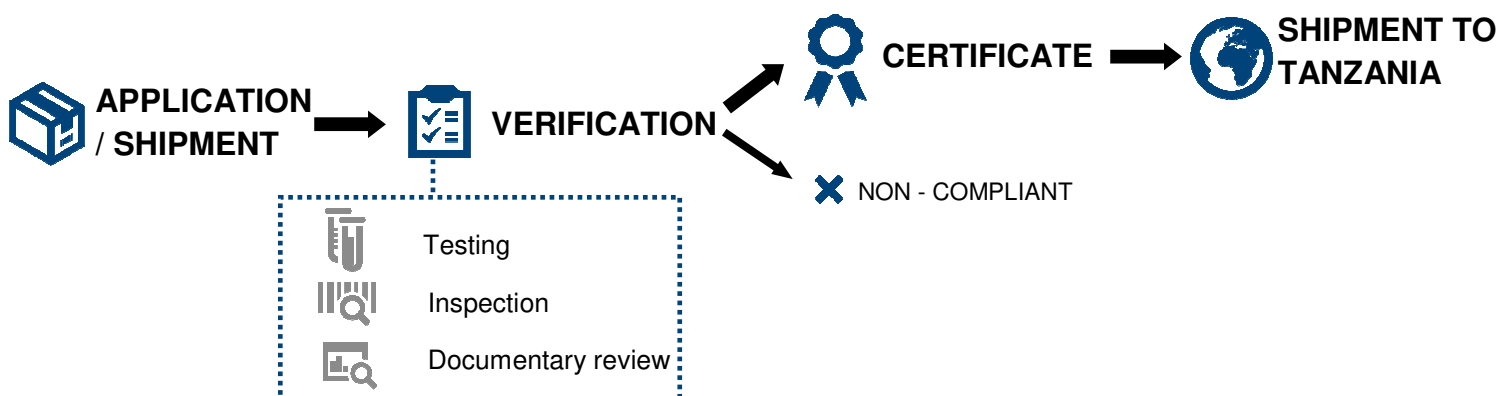 APPLICATION
/ SHIPMENT
VERIFICATION
CERTIFICATE
SHIPMENT TO
TANZANIA
NON - COMPLIANT
Testing
Inspection
Documentary review